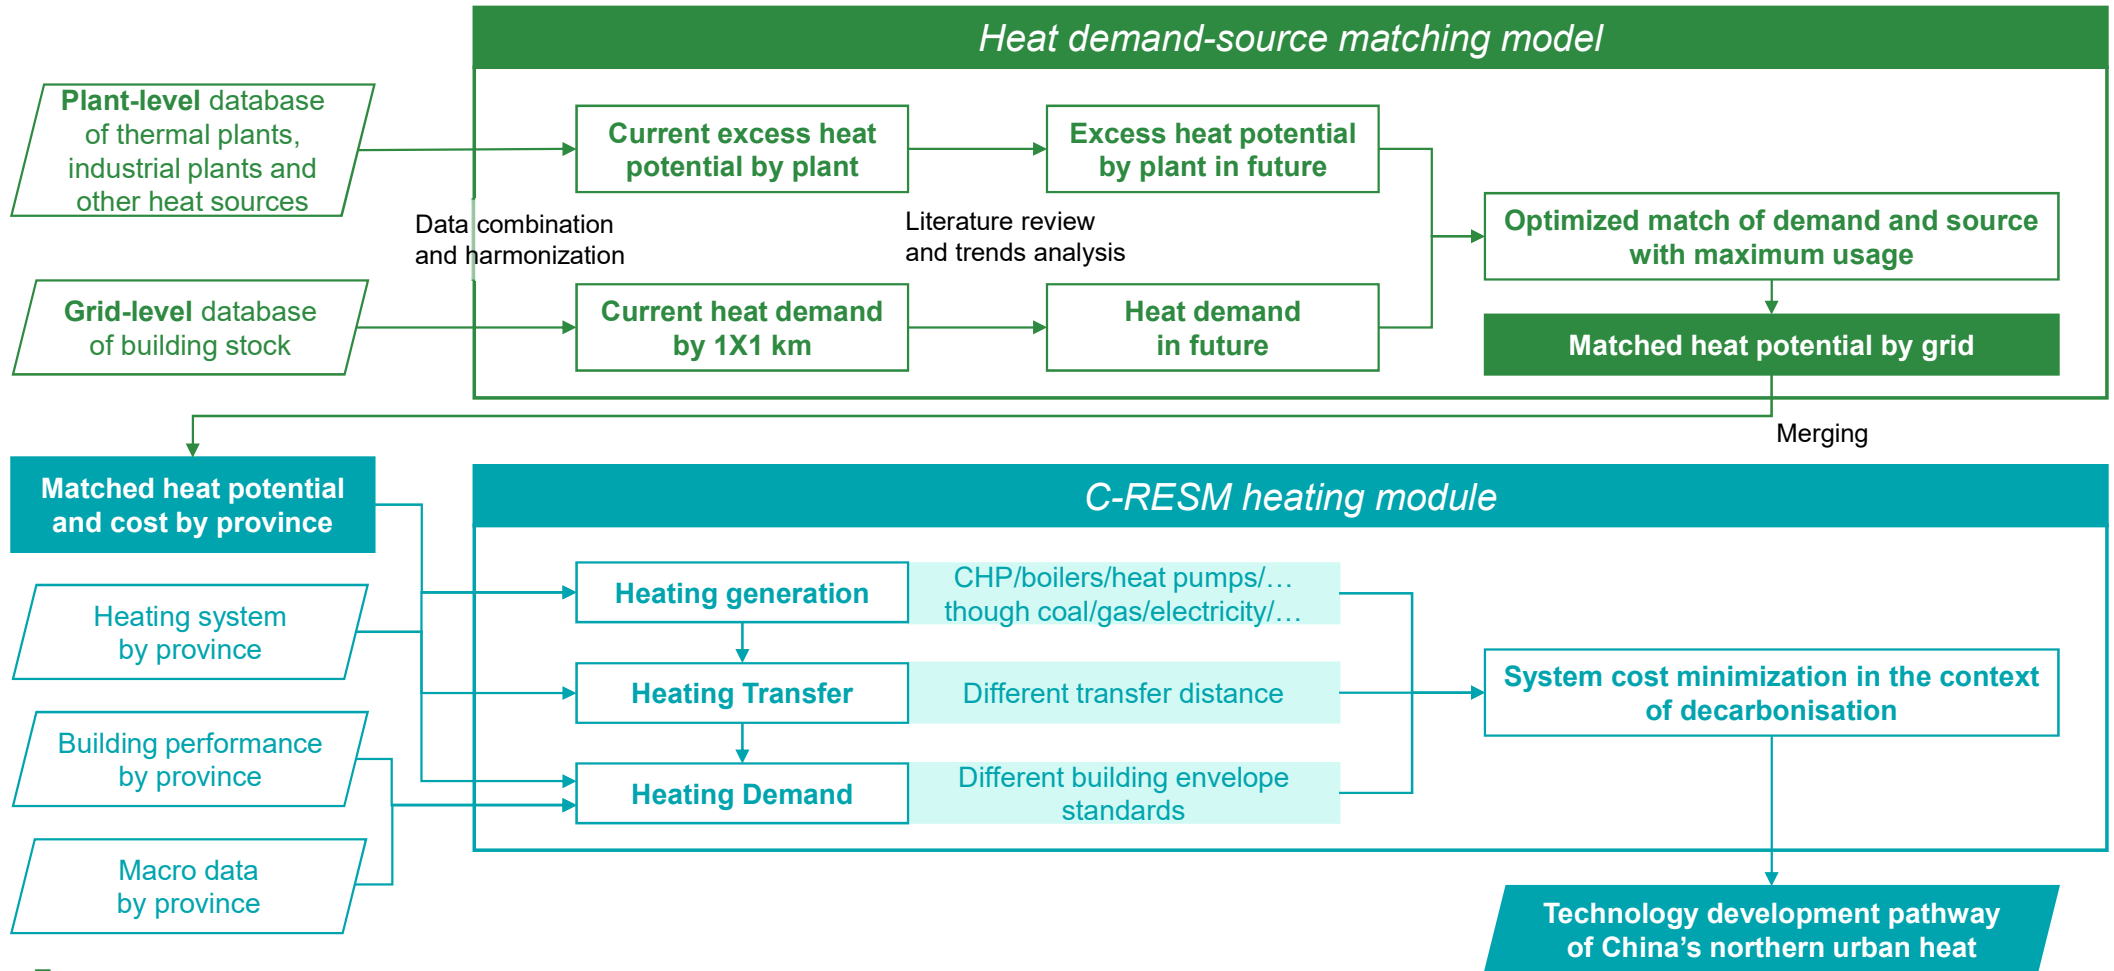 Heat demand-source matching model
Plant-level database
of thermal plants,
industrial plants and
other heat sources
Current excess heat
potential by plant
Excess heat potential
by plant in future
Data combination
and harmonization
Literature review
and trends analysis
Optimized match of demand and source
with maximum usage
Grid-level database
of building stock
Current heat demand
by 1X1 km
Heat demand
in future
Matched heat potential by grid
Merging
Matched heat potential
and cost by province
C-RESM heating module
Heating system
by province
Building performance
by province
Macro data
by province
Heating generation
CHP/boilers/heat pumps/…
though coal/gas/electricity/…
Heating Transfer
Different transfer distance
Heating Demand
Different building envelope
standards
System cost minimization in the context
of decarbonisation
Technology development pathway
of China’s northern urban heat